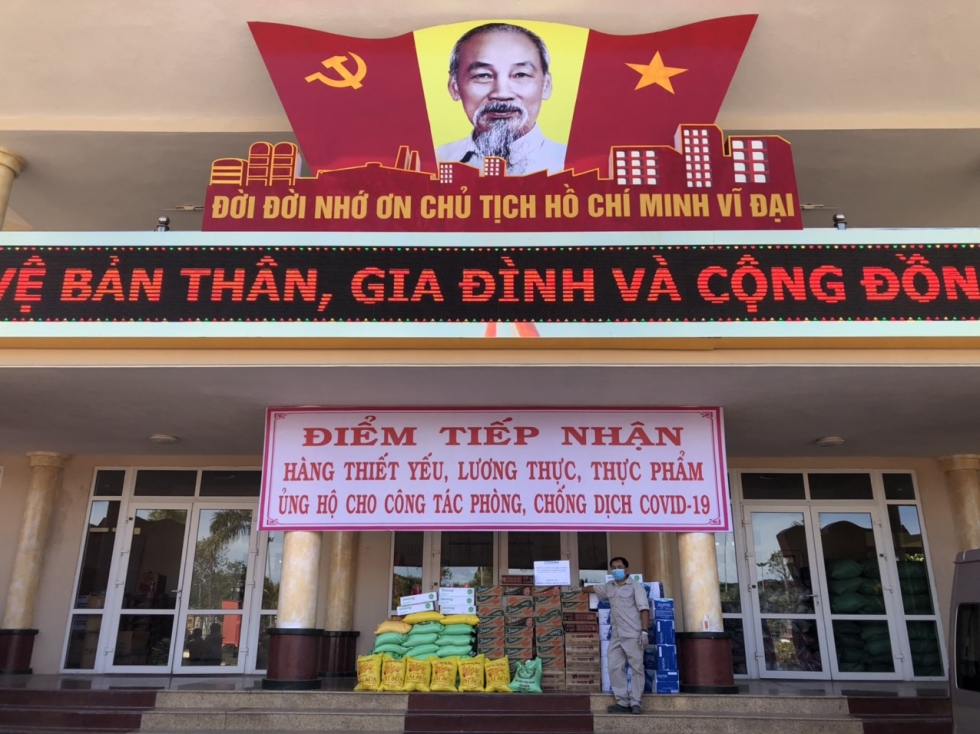 ĐỜI ĐỜI NHỚ ƠN CHỦ TỊCH HỒ CHÍ MINH VĨ ĐẠI
VỆ BẢN THÂN, GIA ĐÌNH VÀ CỘNG ĐỒN
ĐIỂM TIẾP NHẬN
HÀNG THIẾT YẾU, LƯƠNG THỰC, THỰC PHẨM
ỦNG HỘ CHO CÔNG TÁC PHÒNG, CHỐNG DỊCH COVID-19